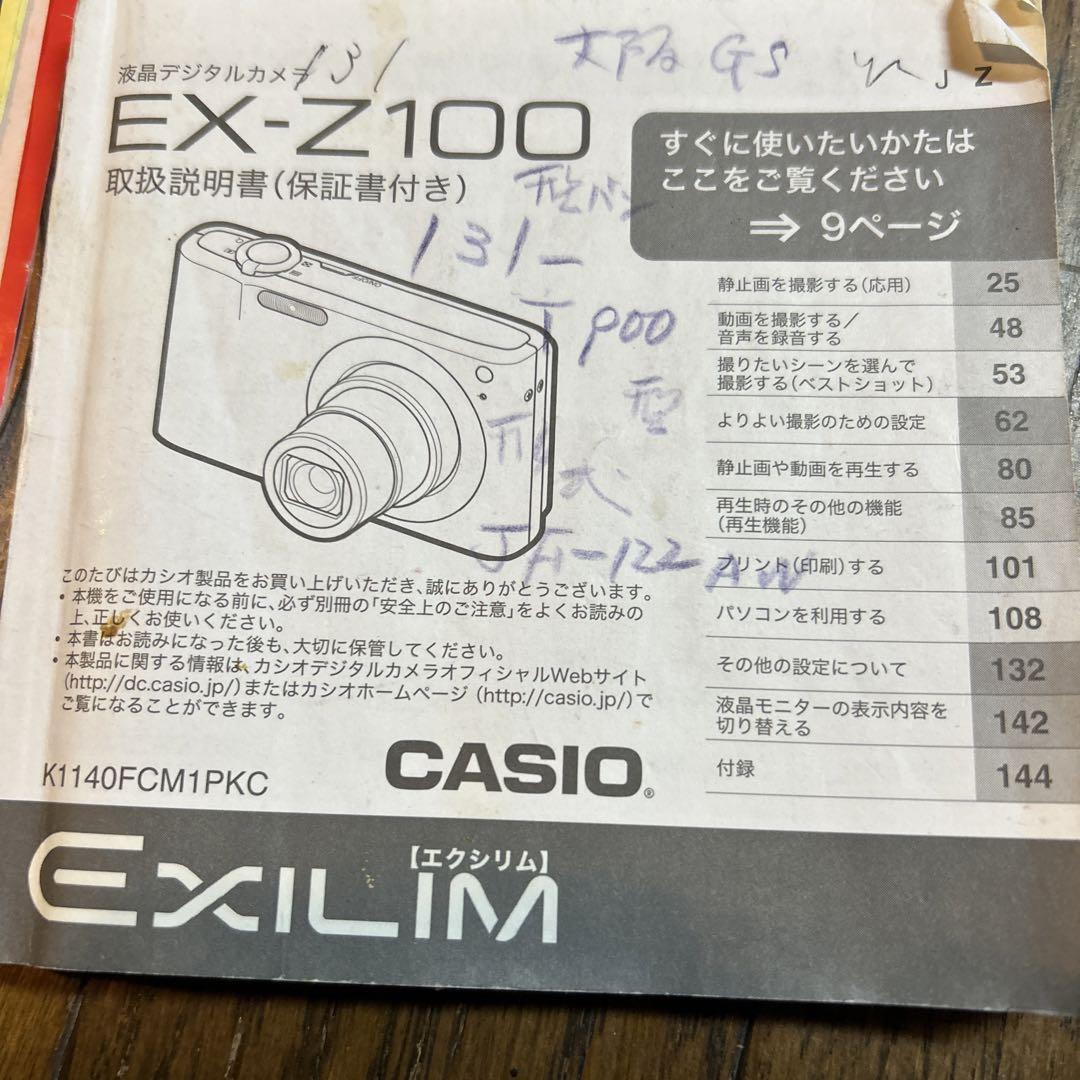 大阪 GS
131
J Z
液晶デジタルカメラ
EX-Z100
取扱説明書(保証書付き)
すぐに使いたいかたは
ここをご覧ください
⇒ 9ページ
131-
900
型
JA-122 AW
静止画を撮影する(応用) 25
動画を撮影する/
音声を録音する 48
撮りたいシーンを選んで
撮影する(ベストショット) 53
よりよい撮影のための設定 62
静止画や動画を再生する 80
再生時のその他の機能
(再生機能) 85
プリント(印刷)する 101
パソコンを利用する 108
その他の設定について 132
液晶モニターの表示内容を
切り替える 142
付録 144
このたびはカシオ製品をお買い上げいただき、誠にありがとうございます。
・本機をご使用になる前に、必ず別冊の「安全上のご注意」をよくお読みの
上、正しくお使いください。
・本書はお読みになった後も、大切に保管してください。
・本製品に関する情報は、カシオデジタルカメラオフィシャルWebサイト
(http://dc.casio.jp/)またはカシオホームページ(http://casio.jp/)で
ご覧になることができます。
K1140FCM1PKC
CASIO®
【エクシリム】
EXILIM